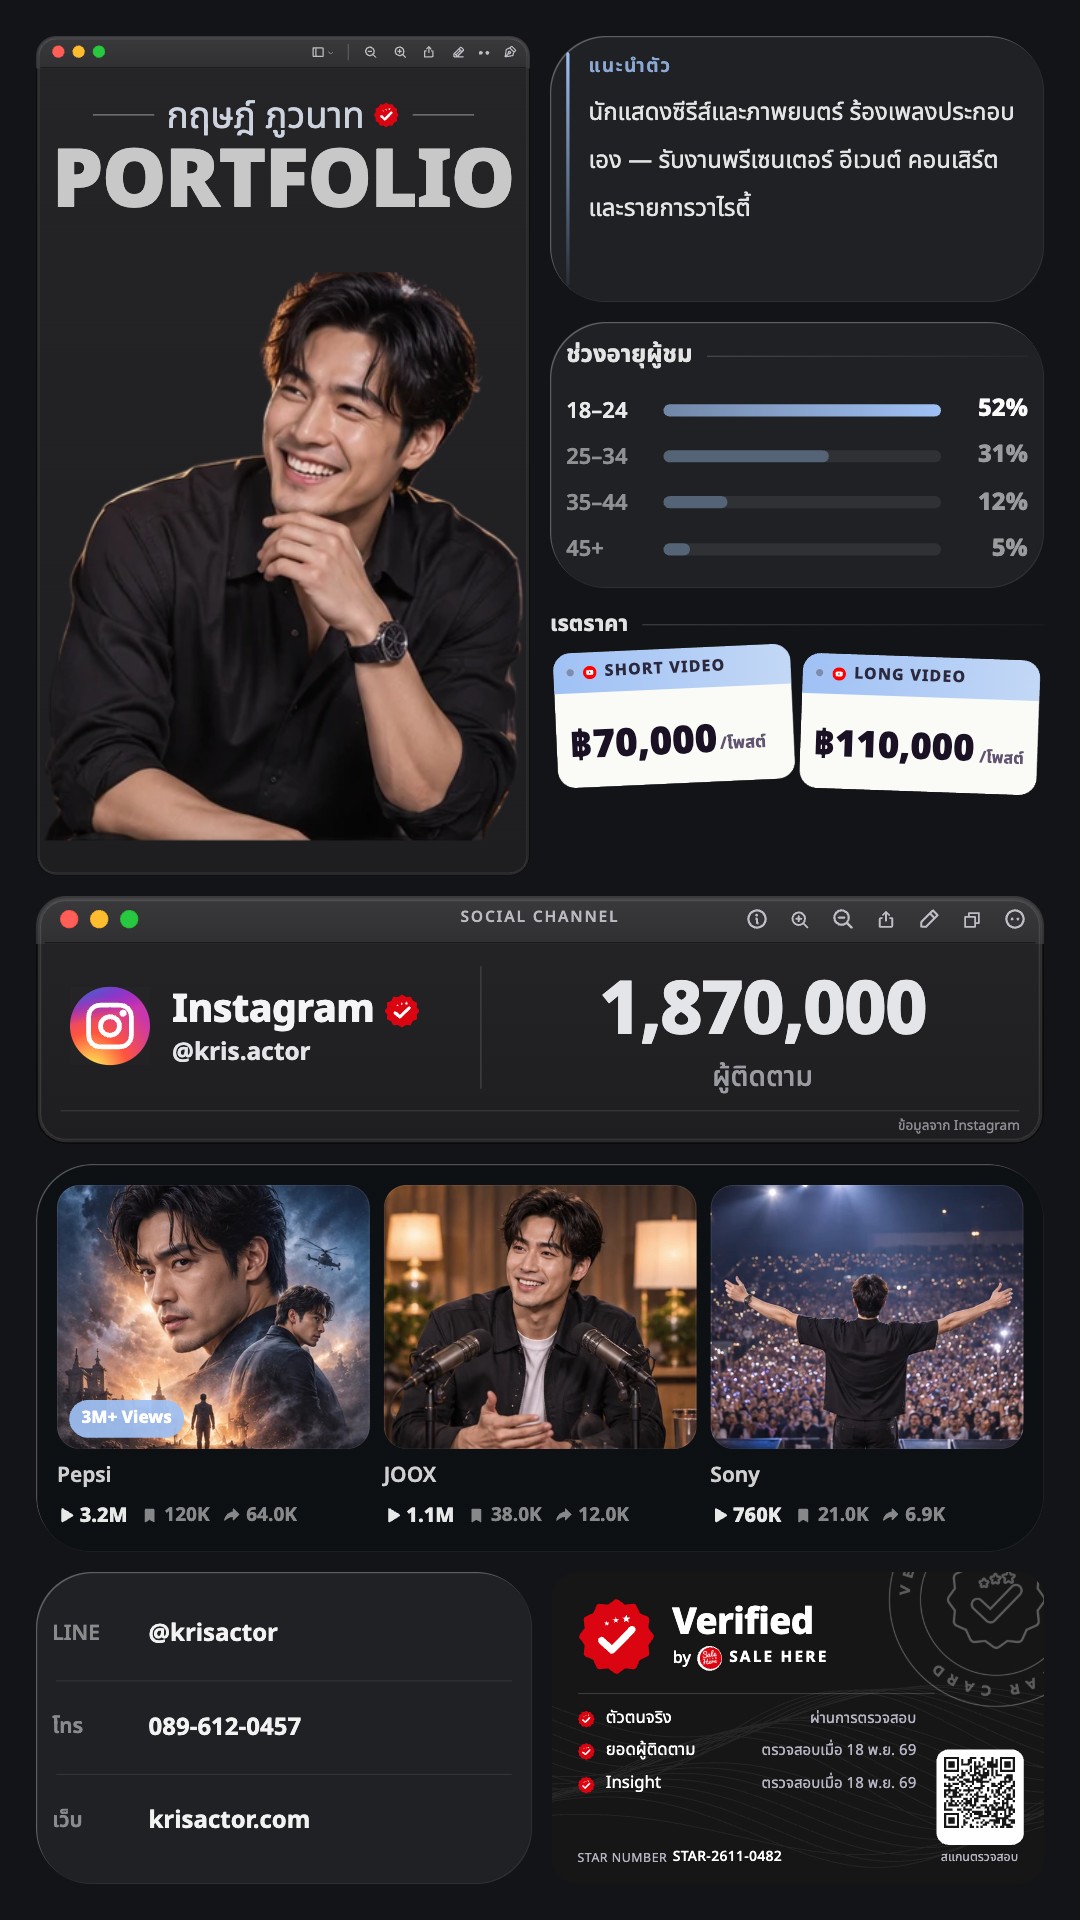 กฤษฎ์ ภูวนาท
PORTFOLIO
แนะนำตัว
นักแสดงซีรีส์และภาพยนตร์ ร้องเพลงประกอบ
เอง — รับงานพรีเซนเตอร์ อีเวนต์ คอนเสิร์ต
และรายการวาไรตี้
ช่วงอายุผู้ชม
18–24 52%
25–34 31%
35–44 12%
45+ 5%
เรตราคา
SHORT VIDEO
฿70,000 /โพสต์
LONG VIDEO
฿110,000 /โพสต์
SOCIAL CHANNEL
Instagram
@kris.actor
1,870,000
ผู้ติดตาม
ข้อมูลจาก Instagram
3M+ Views
Pepsi
3.2M 120K 64.0K
JOOX
1.1M 38.0K 12.0K
Sony
760K 21.0K 6.9K
LINE @krisactor
โทร 089-612-0457
เว็บ krisactor.com
Verified
by Sale Here SALE HERE
ตัวตนจริง ผ่านการตรวจสอบ
ยอดผู้ติดตาม ตรวจสอบเมื่อ 18 พ.ย. 69
Insight ตรวจสอบเมื่อ 18 พ.ย. 69
STAR NUMBER STAR-2611-0482
สแกนตรวจสอบ